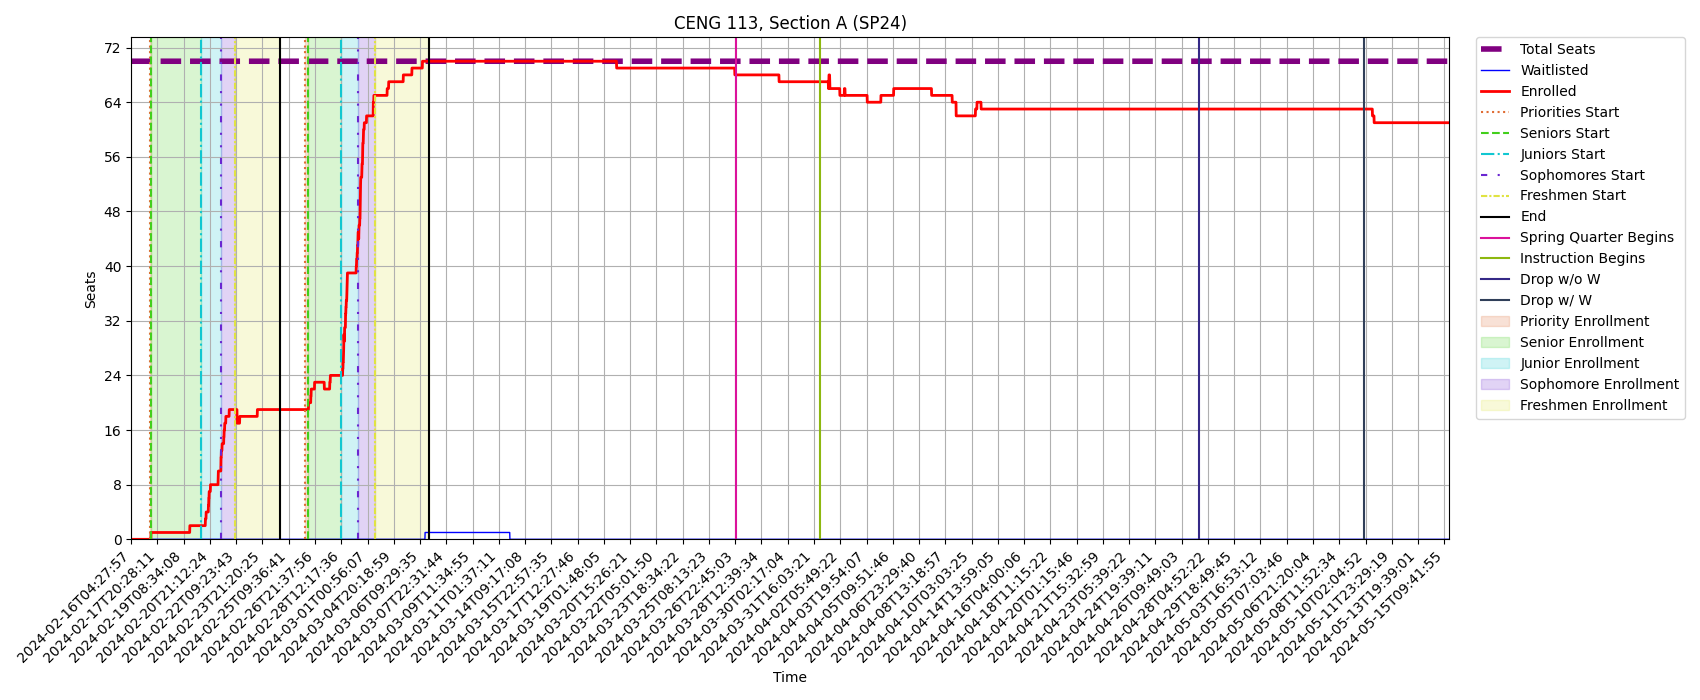 CENG 113, Section A (SP24)
72
64
56
48
40
32
24
16
8
0
Seats
2024-02-16T04:27:57
2024-02-17T20:28:11
2024-02-19T08:34:08
2024-02-20T21:12:24
2024-02-22T09:23:43
2024-02-23T21:20:25
2024-02-25T09:36:41
2024-02-26T21:37:56
2024-02-28T12:17:36
2024-03-01T00:56:07
2024-03-04T20:18:59
2024-03-06T09:29:35
2024-03-07T22:31:44
2024-03-09T11:34:55
2024-03-11T01:37:11
2024-03-14T09:17:08
2024-03-15T22:57:35
2024-03-17T12:27:46
2024-03-19T01:48:05
2024-03-20T15:26:21
2024-03-22T05:01:50
2024-03-23T18:34:22
2024-03-25T08:13:23
2024-03-26T22:45:03
2024-03-28T12:39:34
2024-03-30T02:17:04
2024-03-31T16:03:21
2024-04-02T05:49:22
2024-04-03T19:54:07
2024-04-05T09:51:46
2024-04-06T23:29:40
2024-04-08T13:18:57
2024-04-10T03:03:25
2024-04-14T13:59:05
2024-04-16T04:00:06
2024-04-18T11:15:22
2024-04-20T01:15:46
2024-04-21T15:32:59
2024-04-23T05:39:22
2024-04-24T19:39:11
2024-04-26T09:49:03
2024-04-28T04:52:22
2024-04-29T18:49:45
2024-05-03T16:53:12
2024-05-05T07:03:46
2024-05-06T21:20:04
2024-05-08T11:52:34
2024-05-10T02:04:52
2024-05-11T23:29:19
2024-05-13T19:39:01
2024-05-15T09:41:55
Time
Total Seats
Waitlisted
Enrolled
Priorities Start
Seniors Start
Juniors Start
Sophomores Start
Freshmen Start
End
Spring Quarter Begins
Instruction Begins
Drop w/o W
Drop w/ W
Priority Enrollment
Senior Enrollment
Junior Enrollment
Sophomore Enrollment
Freshmen Enrollment